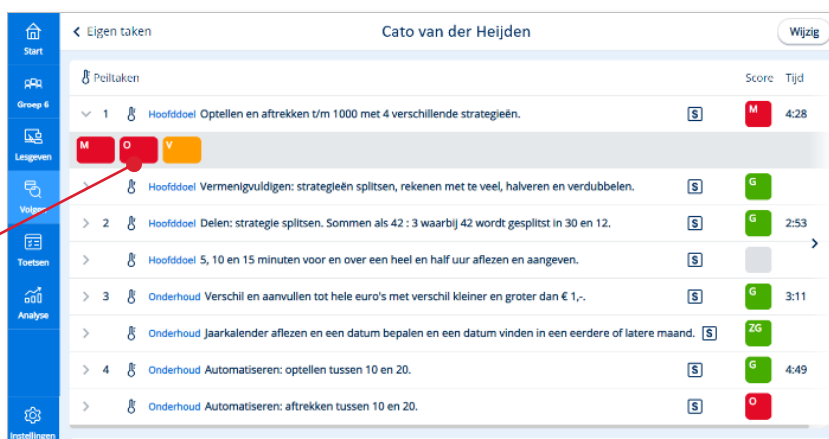 Start
Groep 6
Lesgeven
Volgen
Toetsen
Analyse
Instellingen
Eigen taken
Cato van der Heijden
Wijzig
Peiltaken
Score Tijd
1 Hoofddoel Optellen en aftrekken t/m 1000 met 4 verschillende strategieën. S M 4:28
M O V
Hoofddoel Vermenigvuldigen: strategieën splitsen, rekenen met te veel, halveren en verdubbelen. S G
2 Hoofddoel Delen: strategie splitsen. Sommen als 42 : 3 waarbij 42 wordt gesplitst in 30 en 12. S G 2:53
Hoofddoel 5, 10 en 15 minuten voor en over een heel en half uur aflezen en aangeven. S
3 Onderhoud Verschil en aanvullen tot hele euro's met verschil kleiner en groter dan € 1,-. S G 3:11
Onderhoud Jaarkalender aflezen en een datum bepalen en een datum vinden in een eerdere of latere maand. S ZG
4 Onderhoud Automatiseren: optellen tussen 10 en 20. S G 4:49
Onderhoud Automatiseren: aftrekken tussen 10 en 20. S O